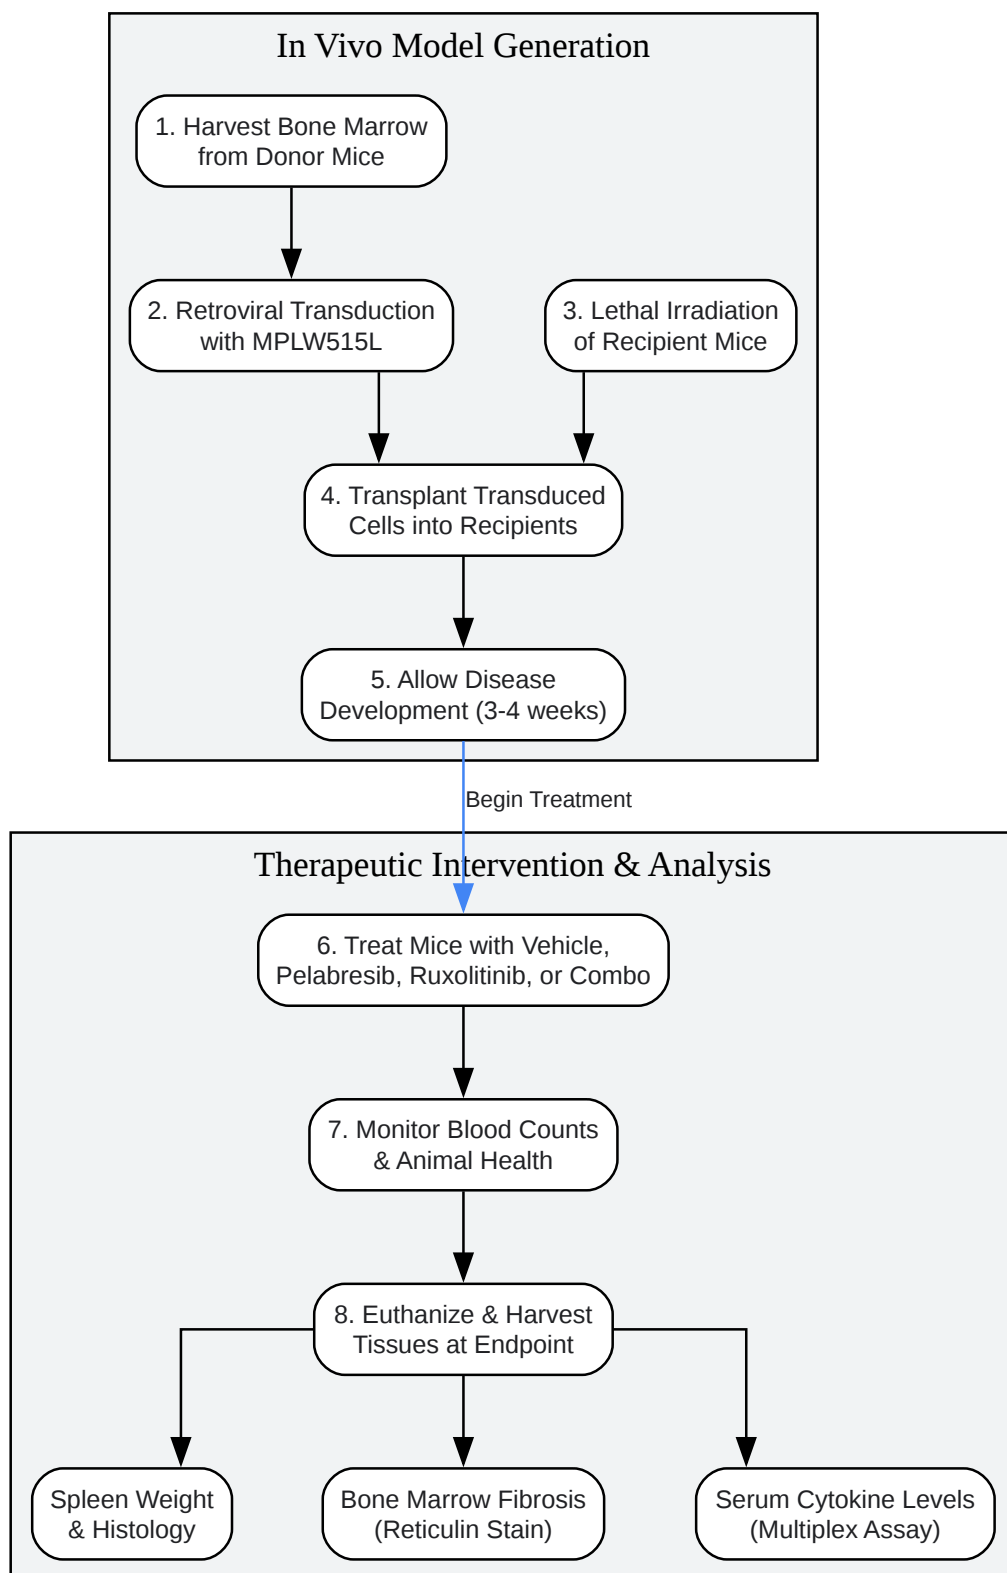 In Vivo Model Generation
1. Harvest Bone Marrow
from Donor Mice
2. Retroviral Transduction
with MPLW515L
3. Lethal Irradiation
of Recipient Mice
4. Transplant Transduced
Cells into Recipients
5. Allow Disease
Development (3-4 weeks)
Begin Treatment
Therapeutic Intervention & Analysis
6. Treat Mice with Vehicle,
Pelabresib, Ruxolitinib, or Combo
7. Monitor Blood Counts
& Animal Health
8. Euthanize & Harvest
Tissues at Endpoint
Spleen Weight
& Histology
Bone Marrow Fibrosis
(Reticulin Stain)
Serum Cytokine Levels
(Multiplex Assay)